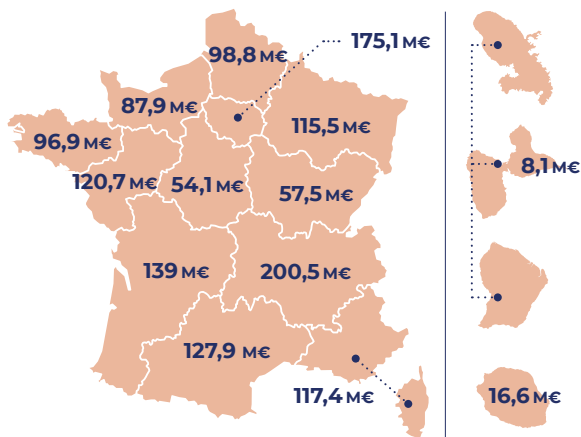 175,1 M€
98,8 M€
87,9 M€
115,5 M€
96,9 M€
120,7 M€
54,1 M€
57,5 M€
8,1 M€
139 M€
200,5 M€
127,9 M€
117,4 M€
16,6 M€